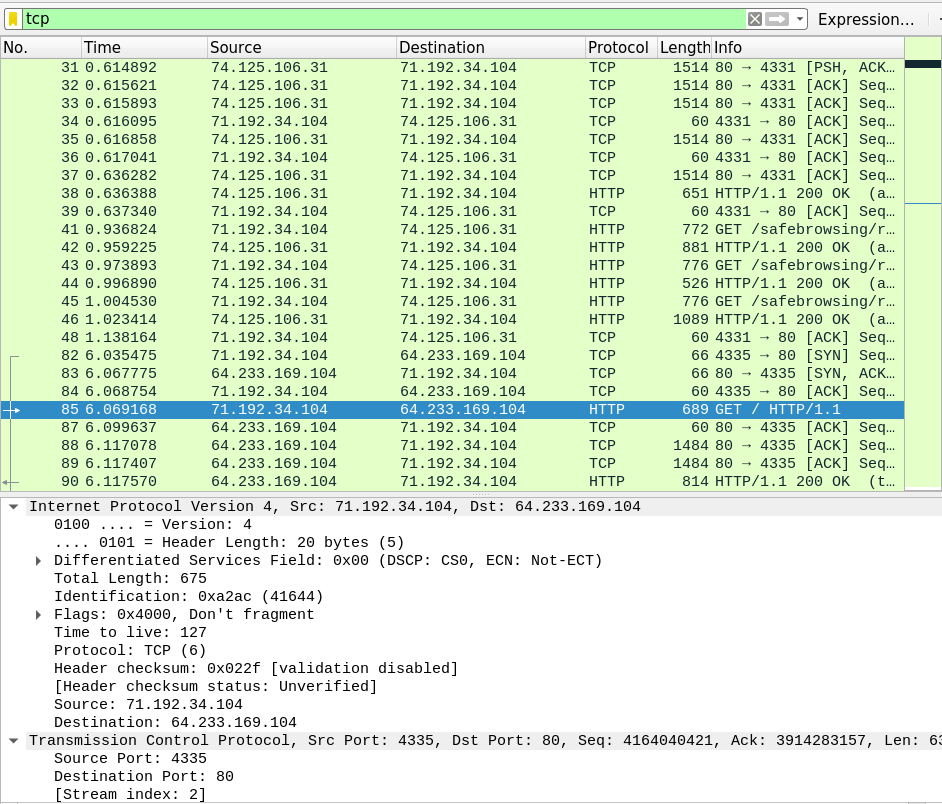 tcp Expression…
No. Time Source Destination Protocol Length Info
31 0.614892 74.125.106.31 71.192.34.104 TCP 1514 80 → 4331 [PSH, ACK…
32 0.615621 74.125.106.31 71.192.34.104 TCP 1514 80 → 4331 [ACK] Seq…
33 0.615893 74.125.106.31 71.192.34.104 TCP 1514 80 → 4331 [ACK] Seq…
34 0.616095 71.192.34.104 74.125.106.31 TCP 60 4331 → 80 [ACK] Seq…
35 0.616858 74.125.106.31 71.192.34.104 TCP 1514 80 → 4331 [ACK] Seq…
36 0.617041 71.192.34.104 74.125.106.31 TCP 60 4331 → 80 [ACK] Seq…
37 0.636282 74.125.106.31 71.192.34.104 TCP 1514 80 → 4331 [ACK] Seq…
38 0.636388 74.125.106.31 71.192.34.104 HTTP 651 HTTP/1.1 200 OK (a…
39 0.637340 71.192.34.104 74.125.106.31 TCP 60 4331 → 80 [ACK] Seq…
41 0.936824 71.192.34.104 74.125.106.31 HTTP 772 GET /safebrowsing/r…
42 0.959225 74.125.106.31 71.192.34.104 HTTP 881 HTTP/1.1 200 OK (a…
43 0.973893 71.192.34.104 74.125.106.31 HTTP 776 GET /safebrowsing/r…
44 0.996890 74.125.106.31 71.192.34.104 HTTP 526 HTTP/1.1 200 OK (a…
45 1.004530 71.192.34.104 74.125.106.31 HTTP 776 GET /safebrowsing/r…
46 1.023414 74.125.106.31 71.192.34.104 HTTP 1089 HTTP/1.1 200 OK (a…
48 1.138164 71.192.34.104 74.125.106.31 TCP 60 4331 → 80 [ACK] Seq…
82 6.035475 71.192.34.104 64.233.169.104 TCP 66 4335 → 80 [SYN] Seq…
83 6.067775 64.233.169.104 71.192.34.104 TCP 66 80 → 4335 [SYN, ACK…
84 6.068754 71.192.34.104 64.233.169.104 TCP 60 4335 → 80 [ACK] Seq…
85 6.069168 71.192.34.104 64.233.169.104 HTTP 689 GET / HTTP/1.1
87 6.099637 64.233.169.104 71.192.34.104 TCP 60 80 → 4335 [ACK] Seq…
88 6.117078 64.233.169.104 71.192.34.104 TCP 1484 80 → 4335 [ACK] Seq…
89 6.117407 64.233.169.104 71.192.34.104 TCP 1484 80 → 4335 [ACK] Seq…
90 6.117570 64.233.169.104 71.192.34.104 HTTP 814 HTTP/1.1 200 OK (t…
Internet Protocol Version 4, Src: 71.192.34.104, Dst: 64.233.169.104
0100 .... = Version: 4
.... 0101 = Header Length: 20 bytes (5)
Differentiated Services Field: 0x00 (DSCP: CS0, ECN: Not-ECT)
Total Length: 675
Identification: 0xa2ac (41644)
Flags: 0x4000, Don't fragment
Time to live: 127
Protocol: TCP (6)
Header checksum: 0x022f [validation disabled]
[Header checksum status: Unverified]
Source: 71.192.34.104
Destination: 64.233.169.104
Transmission Control Protocol, Src Port: 4335, Dst Port: 80, Seq: 4164040421, Ack: 3914283157, Len: 63
Source Port: 4335
Destination Port: 80
[Stream index: 2]